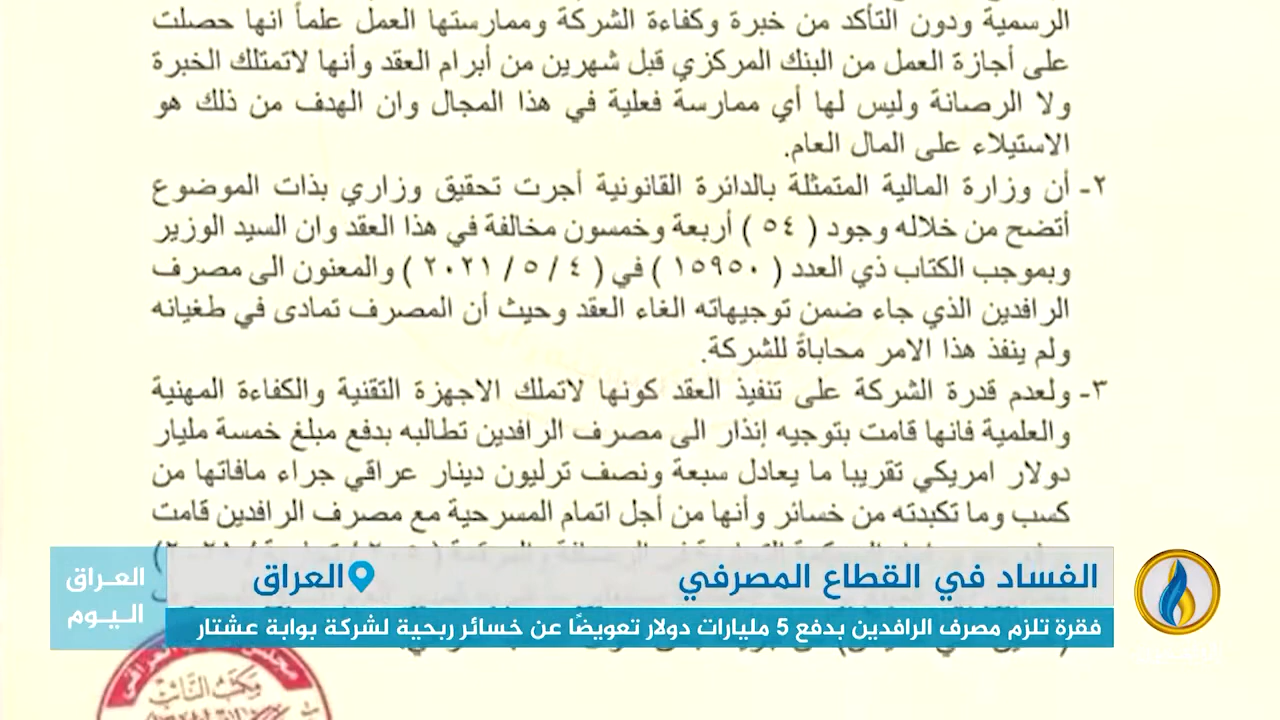 الرسمية ودون التأكد من خبرة وكفاءة الشركة وممارستها العمل علماً انها حصلت
على أجازة العمل من البنك المركزي قبل شهرين من أبرام العقد وأنها لاتمتلك الخبرة
ولا الرصانة وليس لها أي ممارسة فعلية في هذا المجال وان الهدف من ذلك هو
الاستيلاء على المال العام.
٢- أن وزارة المالية المتمثلة بالدائرة القانونية أجرت تحقيق وزاري بذات الموضوع
أتضح من خلاله وجود ( ٥٤ ) أربعة وخمسون مخالفة في هذا العقد وان السيد الوزير
وبموجب الكتاب ذي العدد ( ١٥٩٥٠ ) في ( ٤ / ٥ / ٢٠٢١ ) والمعنون الى مصرف
الرافدين الذي جاء ضمن توجيهاته الغاء العقد وحيث أن المصرف تمادى في طغيانه
ولم ينفذ هذا الامر محاباةً للشركة.
٣- ولعدم قدرة الشركة على تنفيذ العقد كونها لاتملك الاجهزة التقنية والكفاءة المهنية
والعلمية فانها قامت بتوجيه إنذار الى مصرف الرافدين تطالبه بدفع مبلغ خمسة مليار
دولار امريكي تقريبا ما يعادل سبعة ونصف ترليون دينار عراقي جراء مافاتها من
كسب وما تكبدته من خسائر وأنها من أجل اتمام المسرحية مع مصرف الرافدين قامت
الفساد في القطاع المصرفي
العراق
العراق
اليوم
فقرة تلزم مصرف الرافدين بدفع 5 مليارات دولار تعويضًا عن خسائر ربحية لشركة بوابة عشتار
مكتب النائب